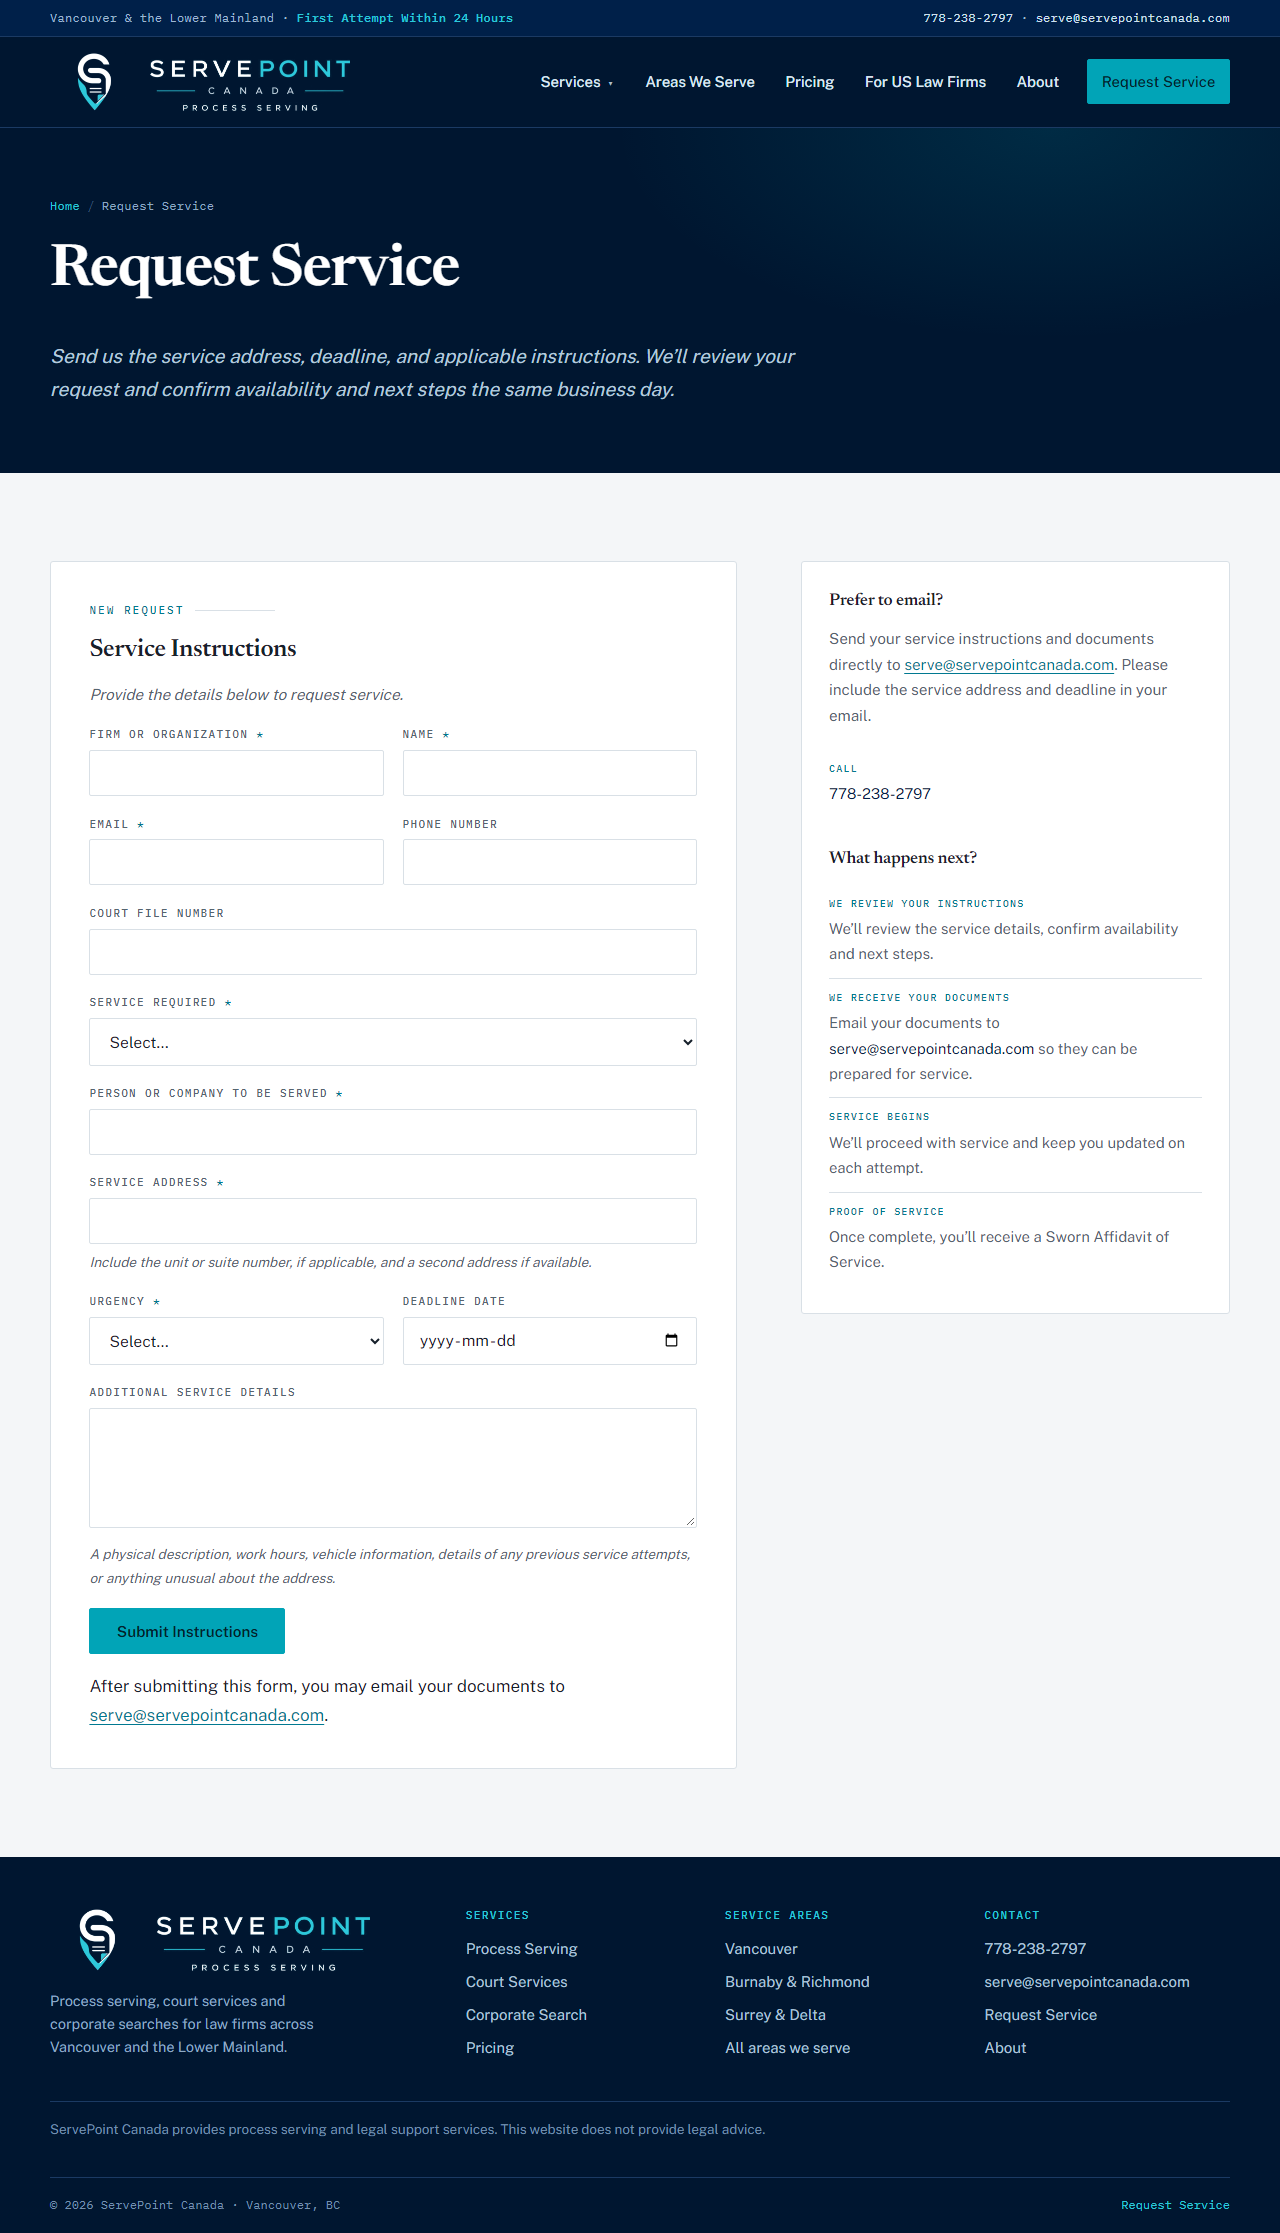 Vancouver & the Lower Mainland · First Attempt Within 24 Hours
778-238-2797 · serve@servepointcanada.com
SERVEPOINT
CANADA
PROCESS SERVING
Services ▾
Areas We Serve
Pricing
For US Law Firms
About
Request Service
Home / Request Service
Request Service
Send us the service address, deadline, and applicable instructions. We’ll review your
request and confirm availability and next steps the same business day.
NEW REQUEST
Service Instructions
Provide the details below to request service.
FIRM OR ORGANIZATION *
NAME *
EMAIL *
PHONE NUMBER
COURT FILE NUMBER
SERVICE REQUIRED *
Select...
PERSON OR COMPANY TO BE SERVED *
SERVICE ADDRESS *
Include the unit or suite number, if applicable, and a second address if available.
URGENCY *
Select...
DEADLINE DATE
yyyy-mm-dd
ADDITIONAL SERVICE DETAILS
A physical description, work hours, vehicle information, details of any previous service attempts,
or anything unusual about the address.
Submit Instructions
After submitting this form, you may email your documents to
serve@servepointcanada.com.
Prefer to email?
Send your service instructions and documents
directly to serve@servepointcanada.com. Please
include the service address and deadline in your
email.
CALL
778-238-2797
What happens next?
WE REVIEW YOUR INSTRUCTIONS
We’ll review the service details, confirm availability
and next steps.
WE RECEIVE YOUR DOCUMENTS
Email your documents to
serve@servepointcanada.com so they can be
prepared for service.
SERVICE BEGINS
We’ll proceed with service and keep you updated on
each attempt.
PROOF OF SERVICE
Once complete, you’ll receive a Sworn Affidavit of
Service.
SERVEPOINT
CANADA
PROCESS SERVING
Process serving, court services and
corporate searches for law firms across
Vancouver and the Lower Mainland.
SERVICES
Process Serving
Court Services
Corporate Search
Pricing
SERVICE AREAS
Vancouver
Burnaby & Richmond
Surrey & Delta
All areas we serve
CONTACT
778-238-2797
serve@servepointcanada.com
Request Service
About
ServePoint Canada provides process serving and legal support services. This website does not provide legal advice.
© 2026 ServePoint Canada · Vancouver, BC
Request Service